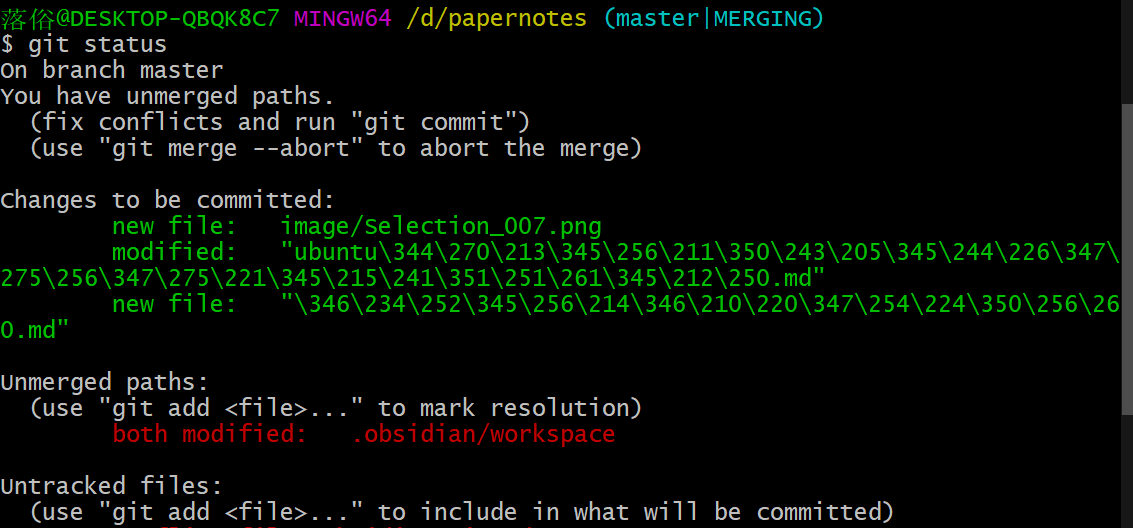 落俗@DESKTOP-QBQK8C7 MINGW64 /d/papernotes (master|MERGING)
$ git status
On branch master
You have unmerged paths.
  (fix conflicts and run "git commit")
  (use "git merge --abort" to abort the merge)

Changes to be committed:
        new file:   image/Selection_007.png
        modified:   "ubuntu\344\270\213\345\256\211\350\243\205\345\244\226\347\
275\256\347\275\221\345\215\241\351\251\261\345\212\250.md"
        new file:   "\346\234\252\345\256\214\346\210\220\347\254\224\350\256\26
0.md"

Unmerged paths:
  (use "git add <file>..." to mark resolution)
        both modified:   .obsidian/workspace

Untracked files:
  (use "git add <file>..." to include in what will be committed)